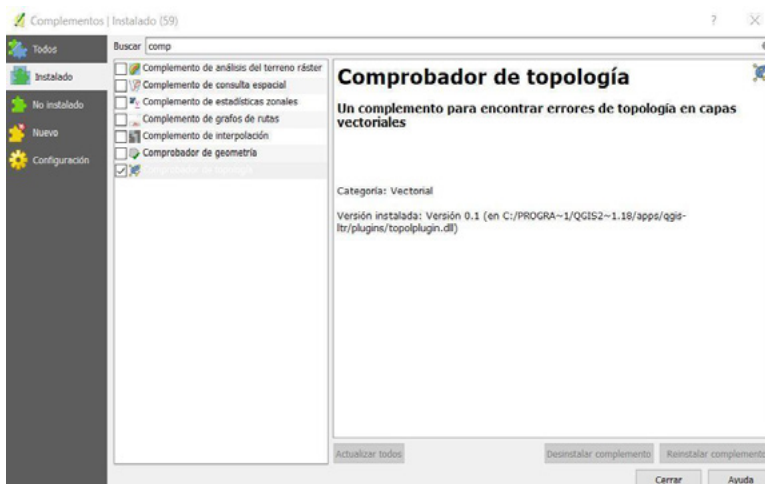 Complementos | Instalado (59)
?
Todos
Instalado
No instalado
Nuevo
Configuración
Buscar comp
Complemento de análisis del terreno ráster
Complemento de consulta espacial
Complemento de estadísticas zonales
Complemento de grafos de rutas
Complemento de interpolación
Comprobador de geometría
Comprobador de topología
Comprobador de topología
Un complemento para encontrar errores de topología en capas
vectoriales
Categoría: Vectorial
Versión instalada: Versión 0.1 (en C:/PROGRA~1/QGIS2~1.18/apps/qgis-
ltr/plugins/topolplugin.dll)
Actualizar todos
Desinstalar complemento
Reinstalar complemento
Cerrar
Ayuda